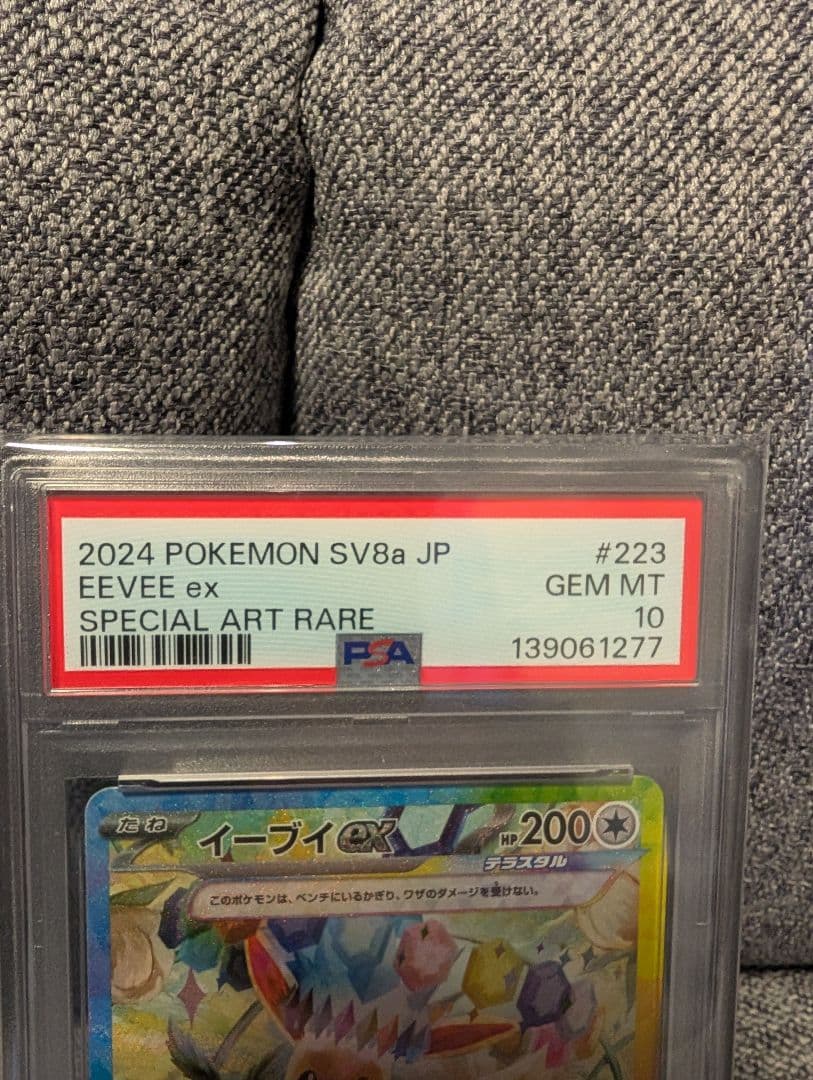 2024 POKEMON SV8a JP #223
EEVEE ex GEM MT
SPECIAL ART RARE 10
PSA 139061277
たね イーブイex HP200
テラスタル
このポケモンは、ベンチにいるかぎり、ワザのダメージを受けない。